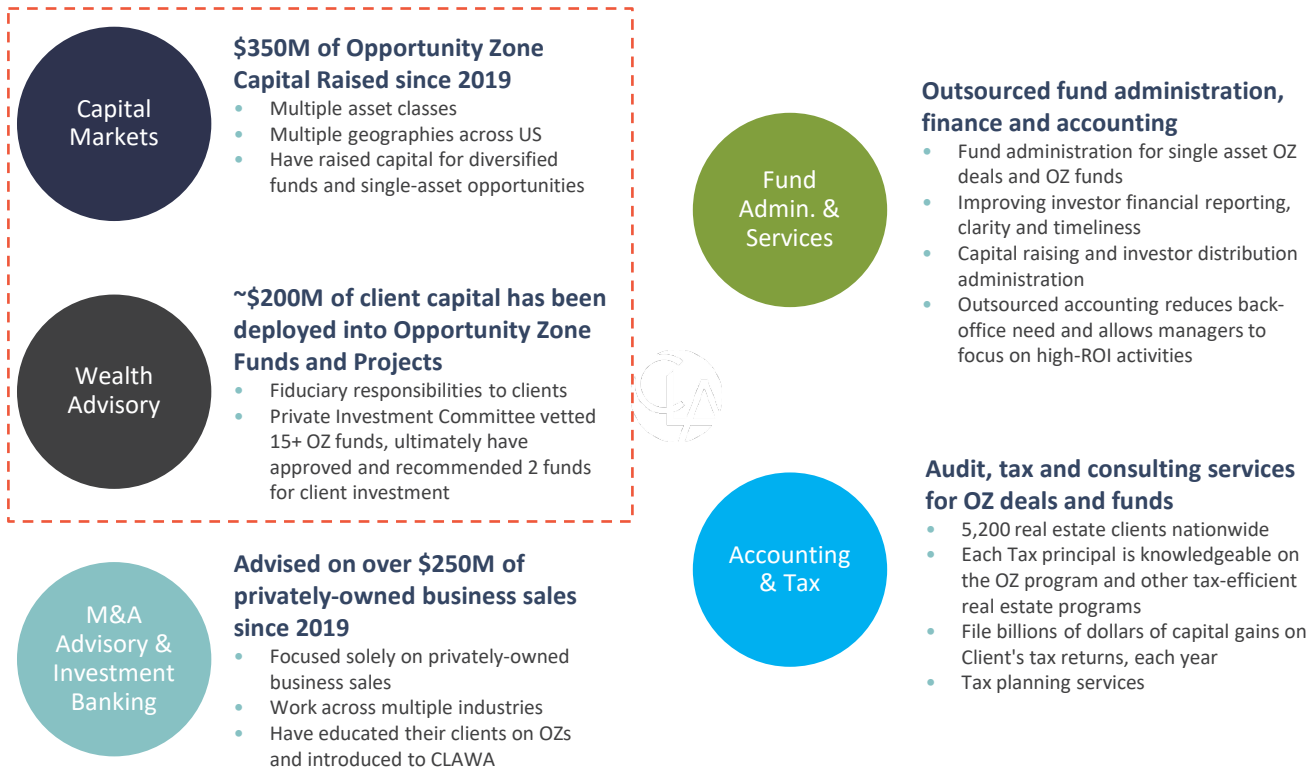 Capital
Markets
$350M of Opportunity Zone
Capital Raised since 2019
• Multiple asset classes
• Multiple geographies across US
• Have raised capital for diversified
funds and single-asset opportunities
Wealth
Advisory
~$200M of client capital has been
deployed into Opportunity Zone
Funds and Projects
• Fiduciary responsibilities to clients
• Private Investment Committee vetted
15+ OZ funds, ultimately have
approved and recommended 2 funds
for client investment
M&A
Advisory &
Investment
Banking
Advised on over $250M of
privately-owned business sales
since 2019
• Focused solely on privately-owned
business sales
• Work across multiple industries
• Have educated their clients on OZs
and introduced to CLAWA
CLA
Fund
Admin. &
Services
Outsourced fund administration,
finance and accounting
• Fund administration for single asset OZ
deals and OZ funds
• Improving investor financial reporting,
clarity and timeliness
• Capital raising and investor distribution
administration
• Outsourced accounting reduces back-
office need and allows managers to
focus on high-ROI activities
Accounting
& Tax
Audit, tax and consulting services
for OZ deals and funds
• 5,200 real estate clients nationwide
• Each Tax principal is knowledgeable on
the OZ program and other tax-efficient
real estate programs
• File billions of dollars of capital gains on
Client's tax returns, each year
• Tax planning services